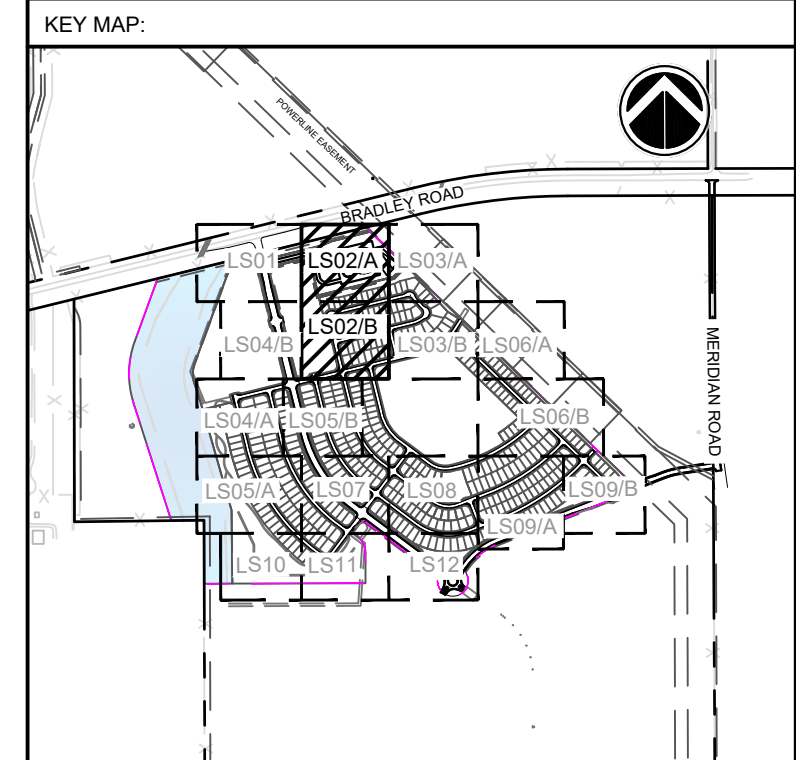 KEY MAP:
POWERLINE EASEMENT
BRADLEY ROAD
LS01
LS02/A
LS03/A
LS02/B
LS04/B
LS03/B
LS06/A
MERIDIAN ROAD
LS04/A
LS05/B
LS06/B
LS05/A
LS07
LS08
LS09/B
LS09/A
LS10
LS11
LS12